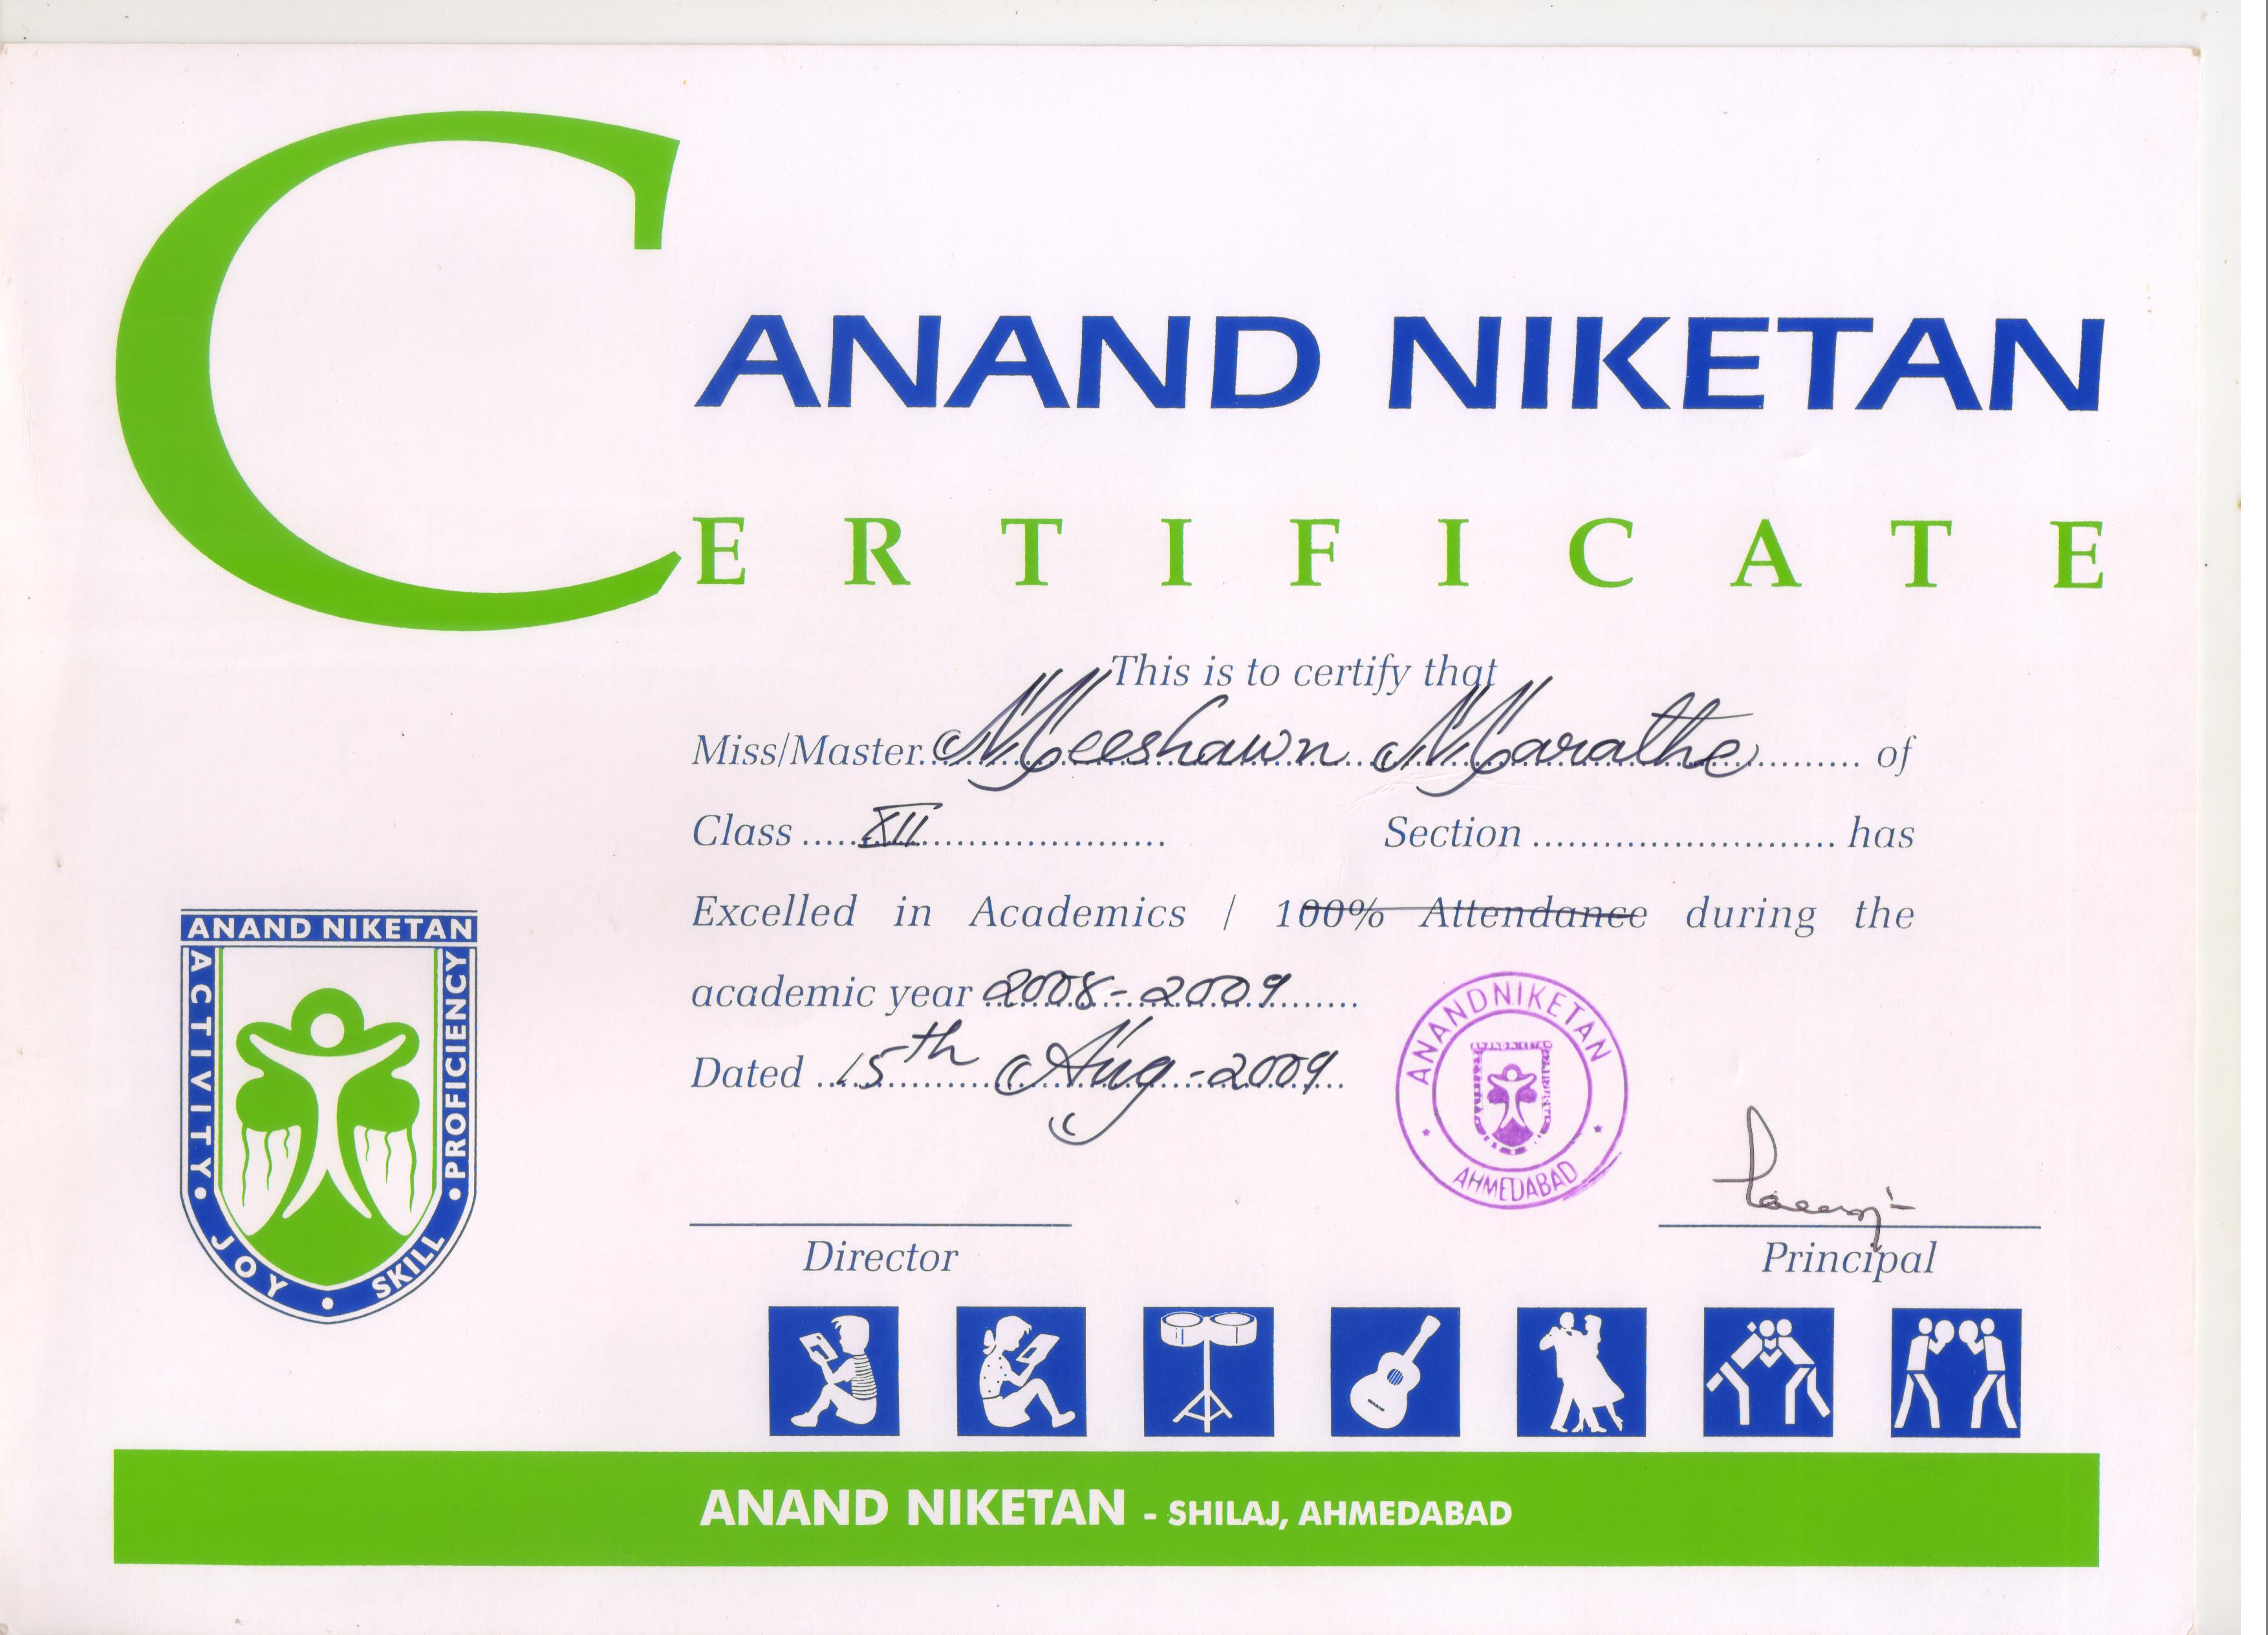 ANAND NIKETAN
CERTIFICATE
This is to certify that
Miss/Master Meeshawn Marathe of
Class XII Section has
Excelled in Academics / 100% Attendance during the
academic year 2008-2009
Dated 15th Aug-2009
ANAND NIKETAN
ACTIVITY • JOY • SKILL • PROFICIENCY
ANAND NIKETAN
AHMEDABAD
Director
Principal
ANAND NIKETAN - SHILAJ, AHMEDABAD